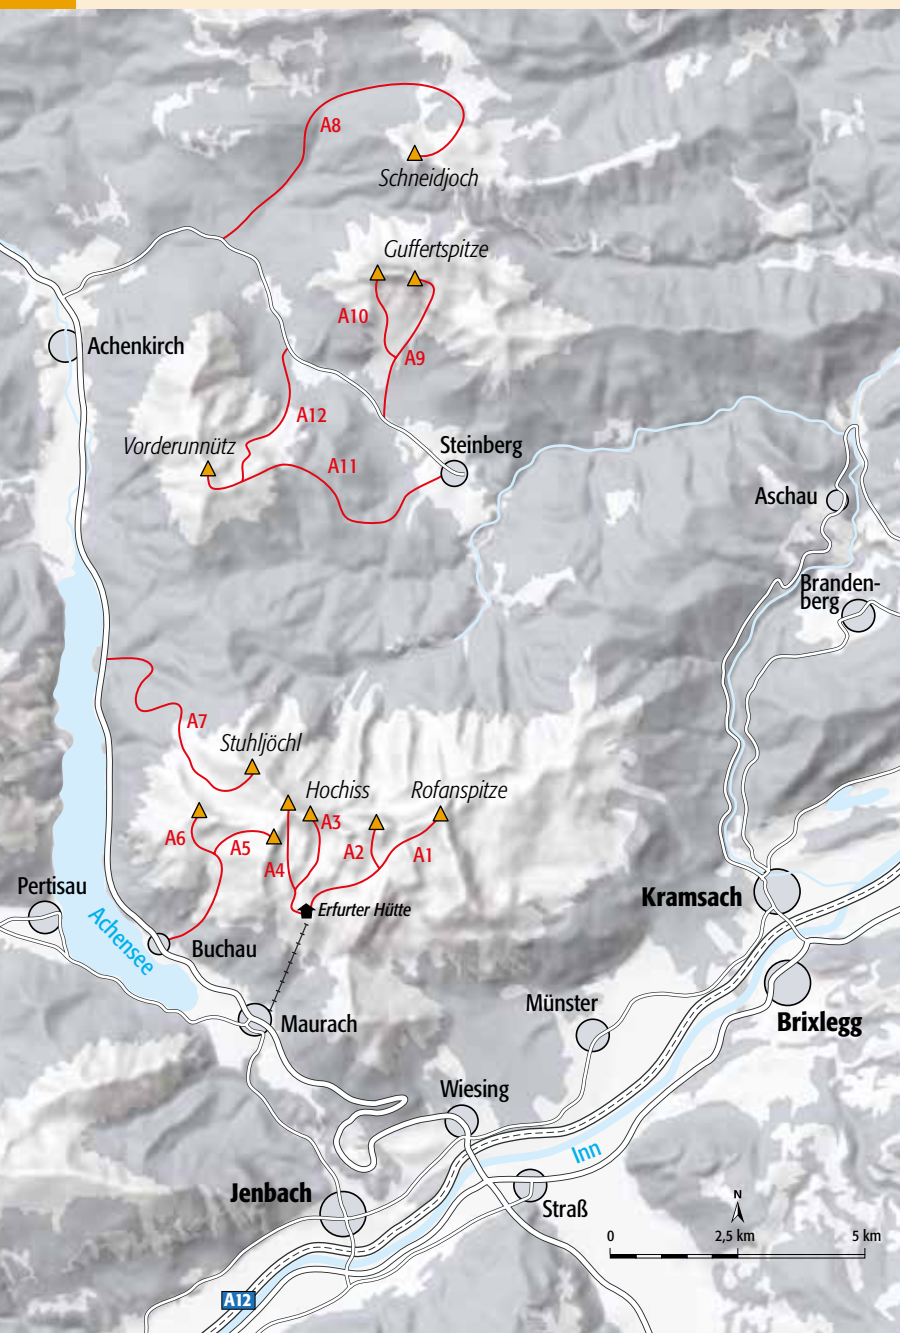 A8
Schneidjoch
Guffertspitze
A10
Achenkirch
A9
A12
Vorderunnütz
Steinberg
A11
Aschau
Branden-
berg
A7
Stuhljöchl
Hochiss
Rofanspitze
A6
A3
A5
A2
A1
A4
Pertisau
Kramsach
Erfurter Hütte
Achensee
Buchau
Münster
Maurach
Brixlegg
Wiesing
Inn
Jenbach
Straß
N
0
2,5 km
5 km
A12